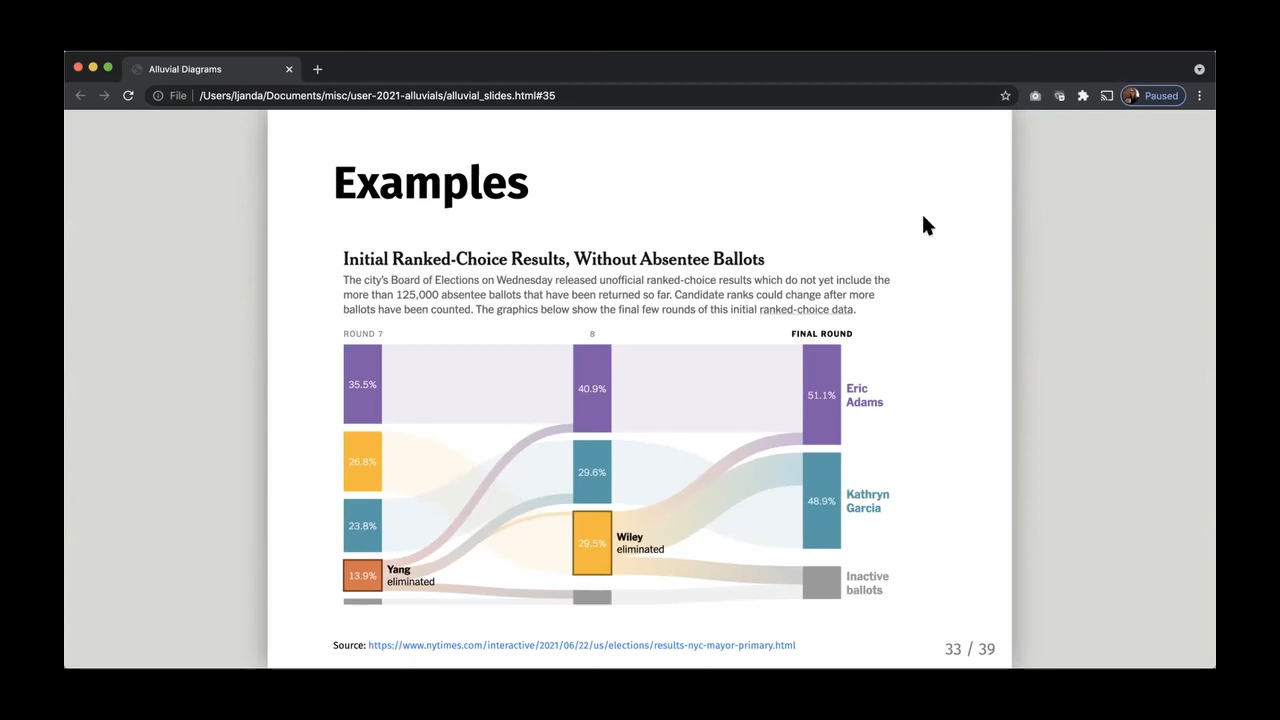 Alluvial Diagrams
File /Users/ljanda/Documents/misc/user-2021-alluvials/alluvial_slides.html#35
Paused
Examples
Initial Ranked-Choice Results, Without Absentee Ballots
The city's Board of Elections on Wednesday released unofficial ranked-choice results which do not yet include the
more than 125,000 absentee ballots that have been returned so far. Candidate ranks could change after more
ballots have been counted. The graphics below show the final few rounds of this initial ranked-choice data.
ROUND 7
8
FINAL ROUND
35.5%
40.9%
51.1%
Eric
Adams
26.8%
29.6%
23.8%
48.9%
Kathryn
Garcia
29.5%
Wiley
eliminated
13.9%
Yang
eliminated
Inactive
ballots
Source: https://www.nytimes.com/interactive/2021/06/22/us/elections/results-nyc-mayor-primary.html
33 / 39